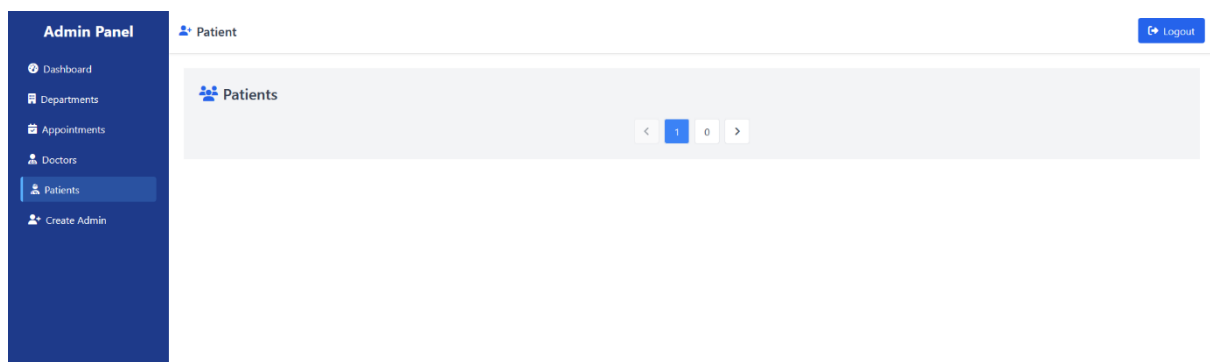 Admin Panel
Patient
Logout
Dashboard
Departments
Appointments
Doctors
Patients
Create Admin
Patients
< 1 0 >